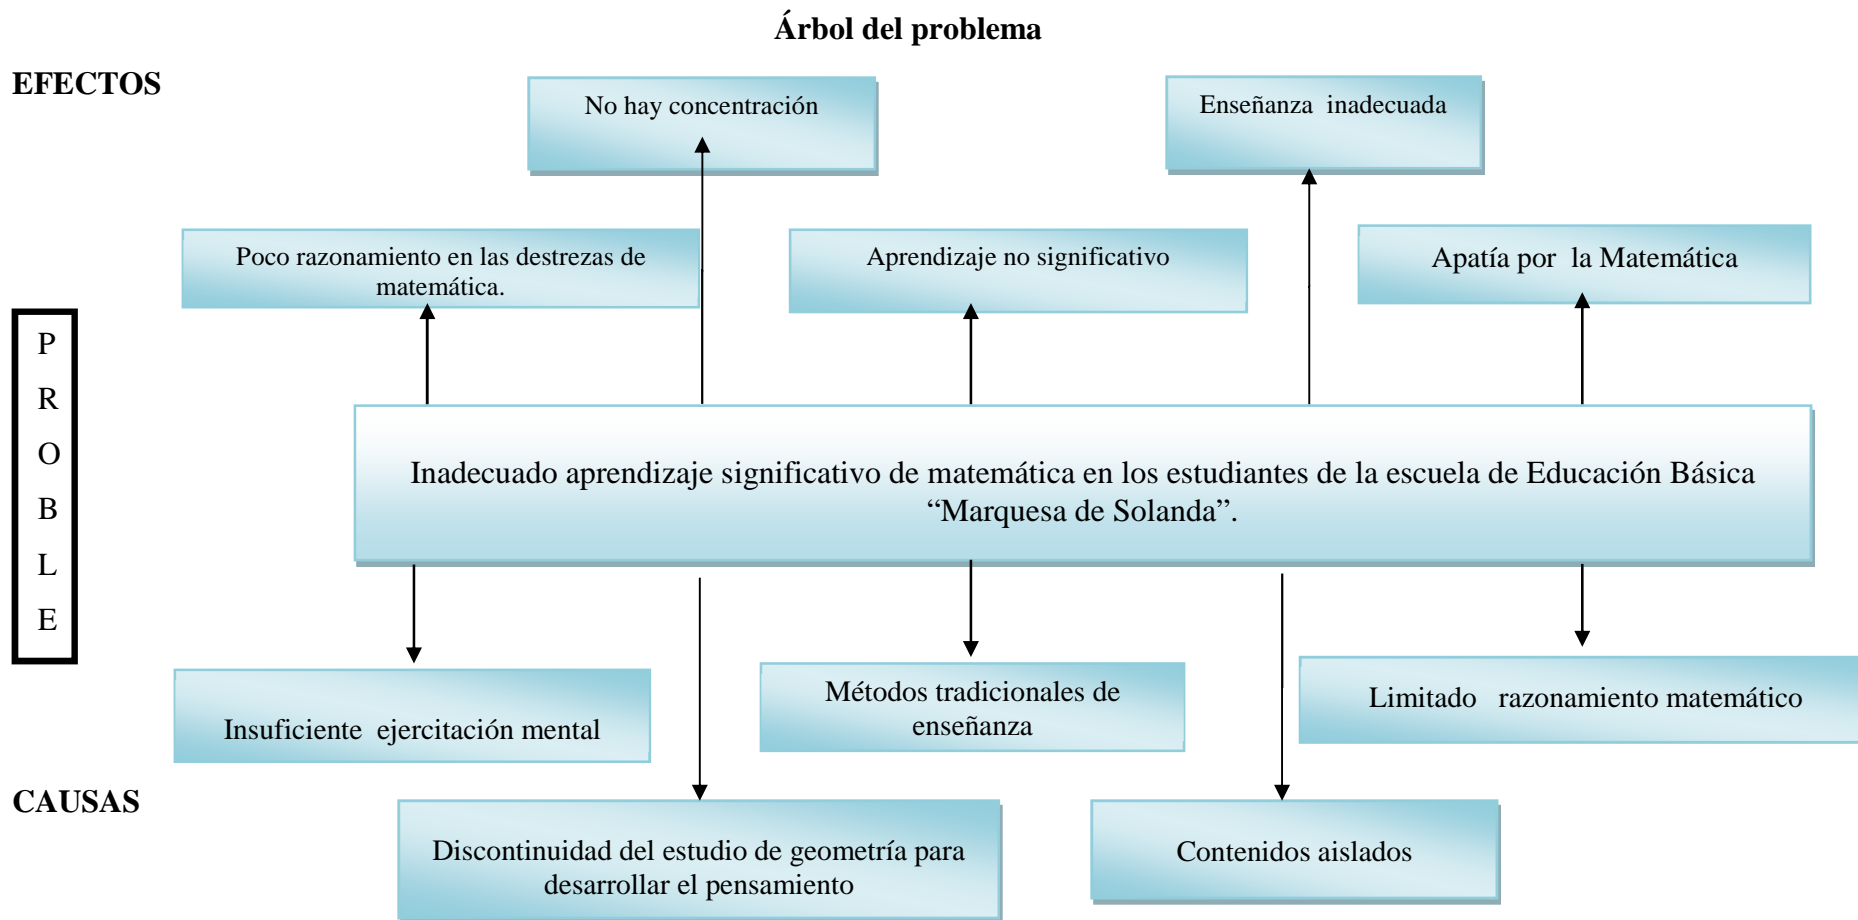 Árbol del problema
EFECTOS
No hay concentración
Enseñanza inadecuada
Poco razonamiento en las destrezas de
matemática.
Aprendizaje no significativo
Apatía por la Matemática
P
R
O
B
L
E
Inadecuado aprendizaje significativo de matemática en los estudiantes de la escuela de Educación Básica
“Marquesa de Solanda”.
Insuficiente ejercitación mental
Métodos tradicionales de
enseñanza
Limitado razonamiento matemático
CAUSAS
Discontinuidad del estudio de geometría para
desarrollar el pensamiento
Contenidos aislados